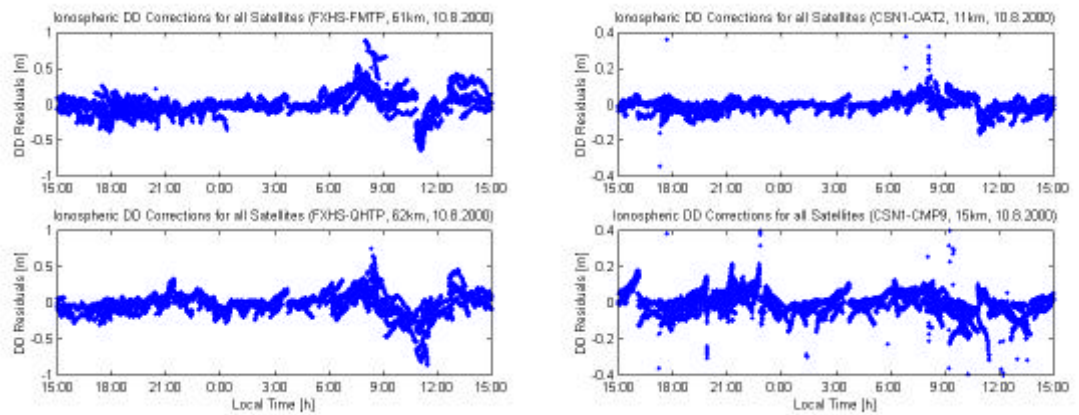 Ionospheric DD Corrections for all Satellites (FXHS-FMTP, 61km, 10.8.2000)
DD Residuals [m]
1
0.5
0
-0.5
-1
15:00 18:00 21:00 0:00 3:00 6:00 9:00 12:00 15:00
Ionospheric DD Corrections for all Satellites (CSN1-OAT2, 11km, 10.8.2000)
DD Residuals [m]
0.4
0.2
0
-0.2
-0.4
15:00 18:00 21:00 0:00 3:00 6:00 9:00 12:00 15:00
Ionospheric DD Corrections for all Satellites (FXHS-QHTP, 62km, 10.8.2000)
DD Residuals [m]
1
0.5
0
-0.5
-1
15:00 18:00 21:00 0:00 3:00 6:00 9:00 12:00 15:00
Local Time [h]
Ionospheric DD Corrections for all Satellites (CSN1-CMP9, 15km, 10.8.2000)
DD Residuals [m]
0.4
0.2
0
-0.2
-0.4
15:00 18:00 21:00 0:00 3:00 6:00 9:00 12:00 15:00
Local Time [h]